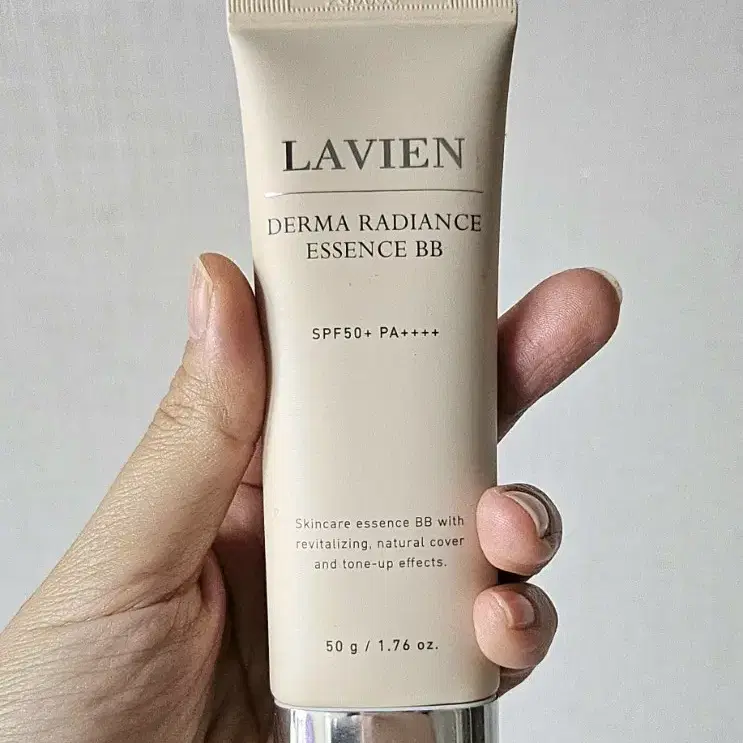 LAVIEN
DERMA RADIANCE
ESSENCE BB
SPF50+ PA++++
Skincare essence BB with
revitalizing, natural cover
and tone-up effects.
50 g / 1.76 oz.